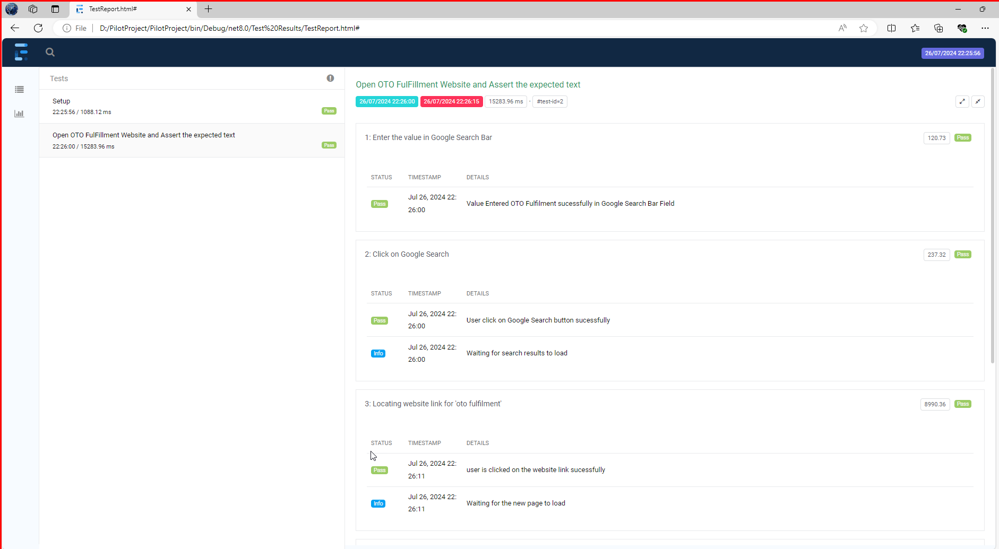 TestReport.html#
File
D:/PilotProject/PilotProject/bin/Debug/net8.0/Test%20Results/TestReport.html#
26/07/2024 22:25:56
Tests
Setup
22:25:56 / 1088.12 ms
Pass
Open OTO FulFillment Website and Assert the expected text
22:26:00 / 15283.96 ms
Pass
Open OTO FulFillment Website and Assert the expected text
26/07/2024 22:26:00 26/07/2024 22:26:15 15283.96 ms · #test-id=2
1: Enter the value in Google Search Bar
120.73 Pass
STATUS TIMESTAMP DETAILS
Pass Jul 26, 2024 22:
26:00
Value Entered OTO Fulfilment sucessfully in Google Search Bar Field
2: Click on Google Search
237.32 Pass
STATUS TIMESTAMP DETAILS
Pass Jul 26, 2024 22:
26:00
User click on Google Search button sucessfully
Info Jul 26, 2024 22:
26:00
Waiting for search results to load
3: Locating website link for 'oto fulfilment'
8990.36 Pass
STATUS TIMESTAMP DETAILS
Pass Jul 26, 2024 22:
26:11
user is clicked on the website link sucessfully
Info Jul 26, 2024 22:
26:11
Waiting for the new page to load